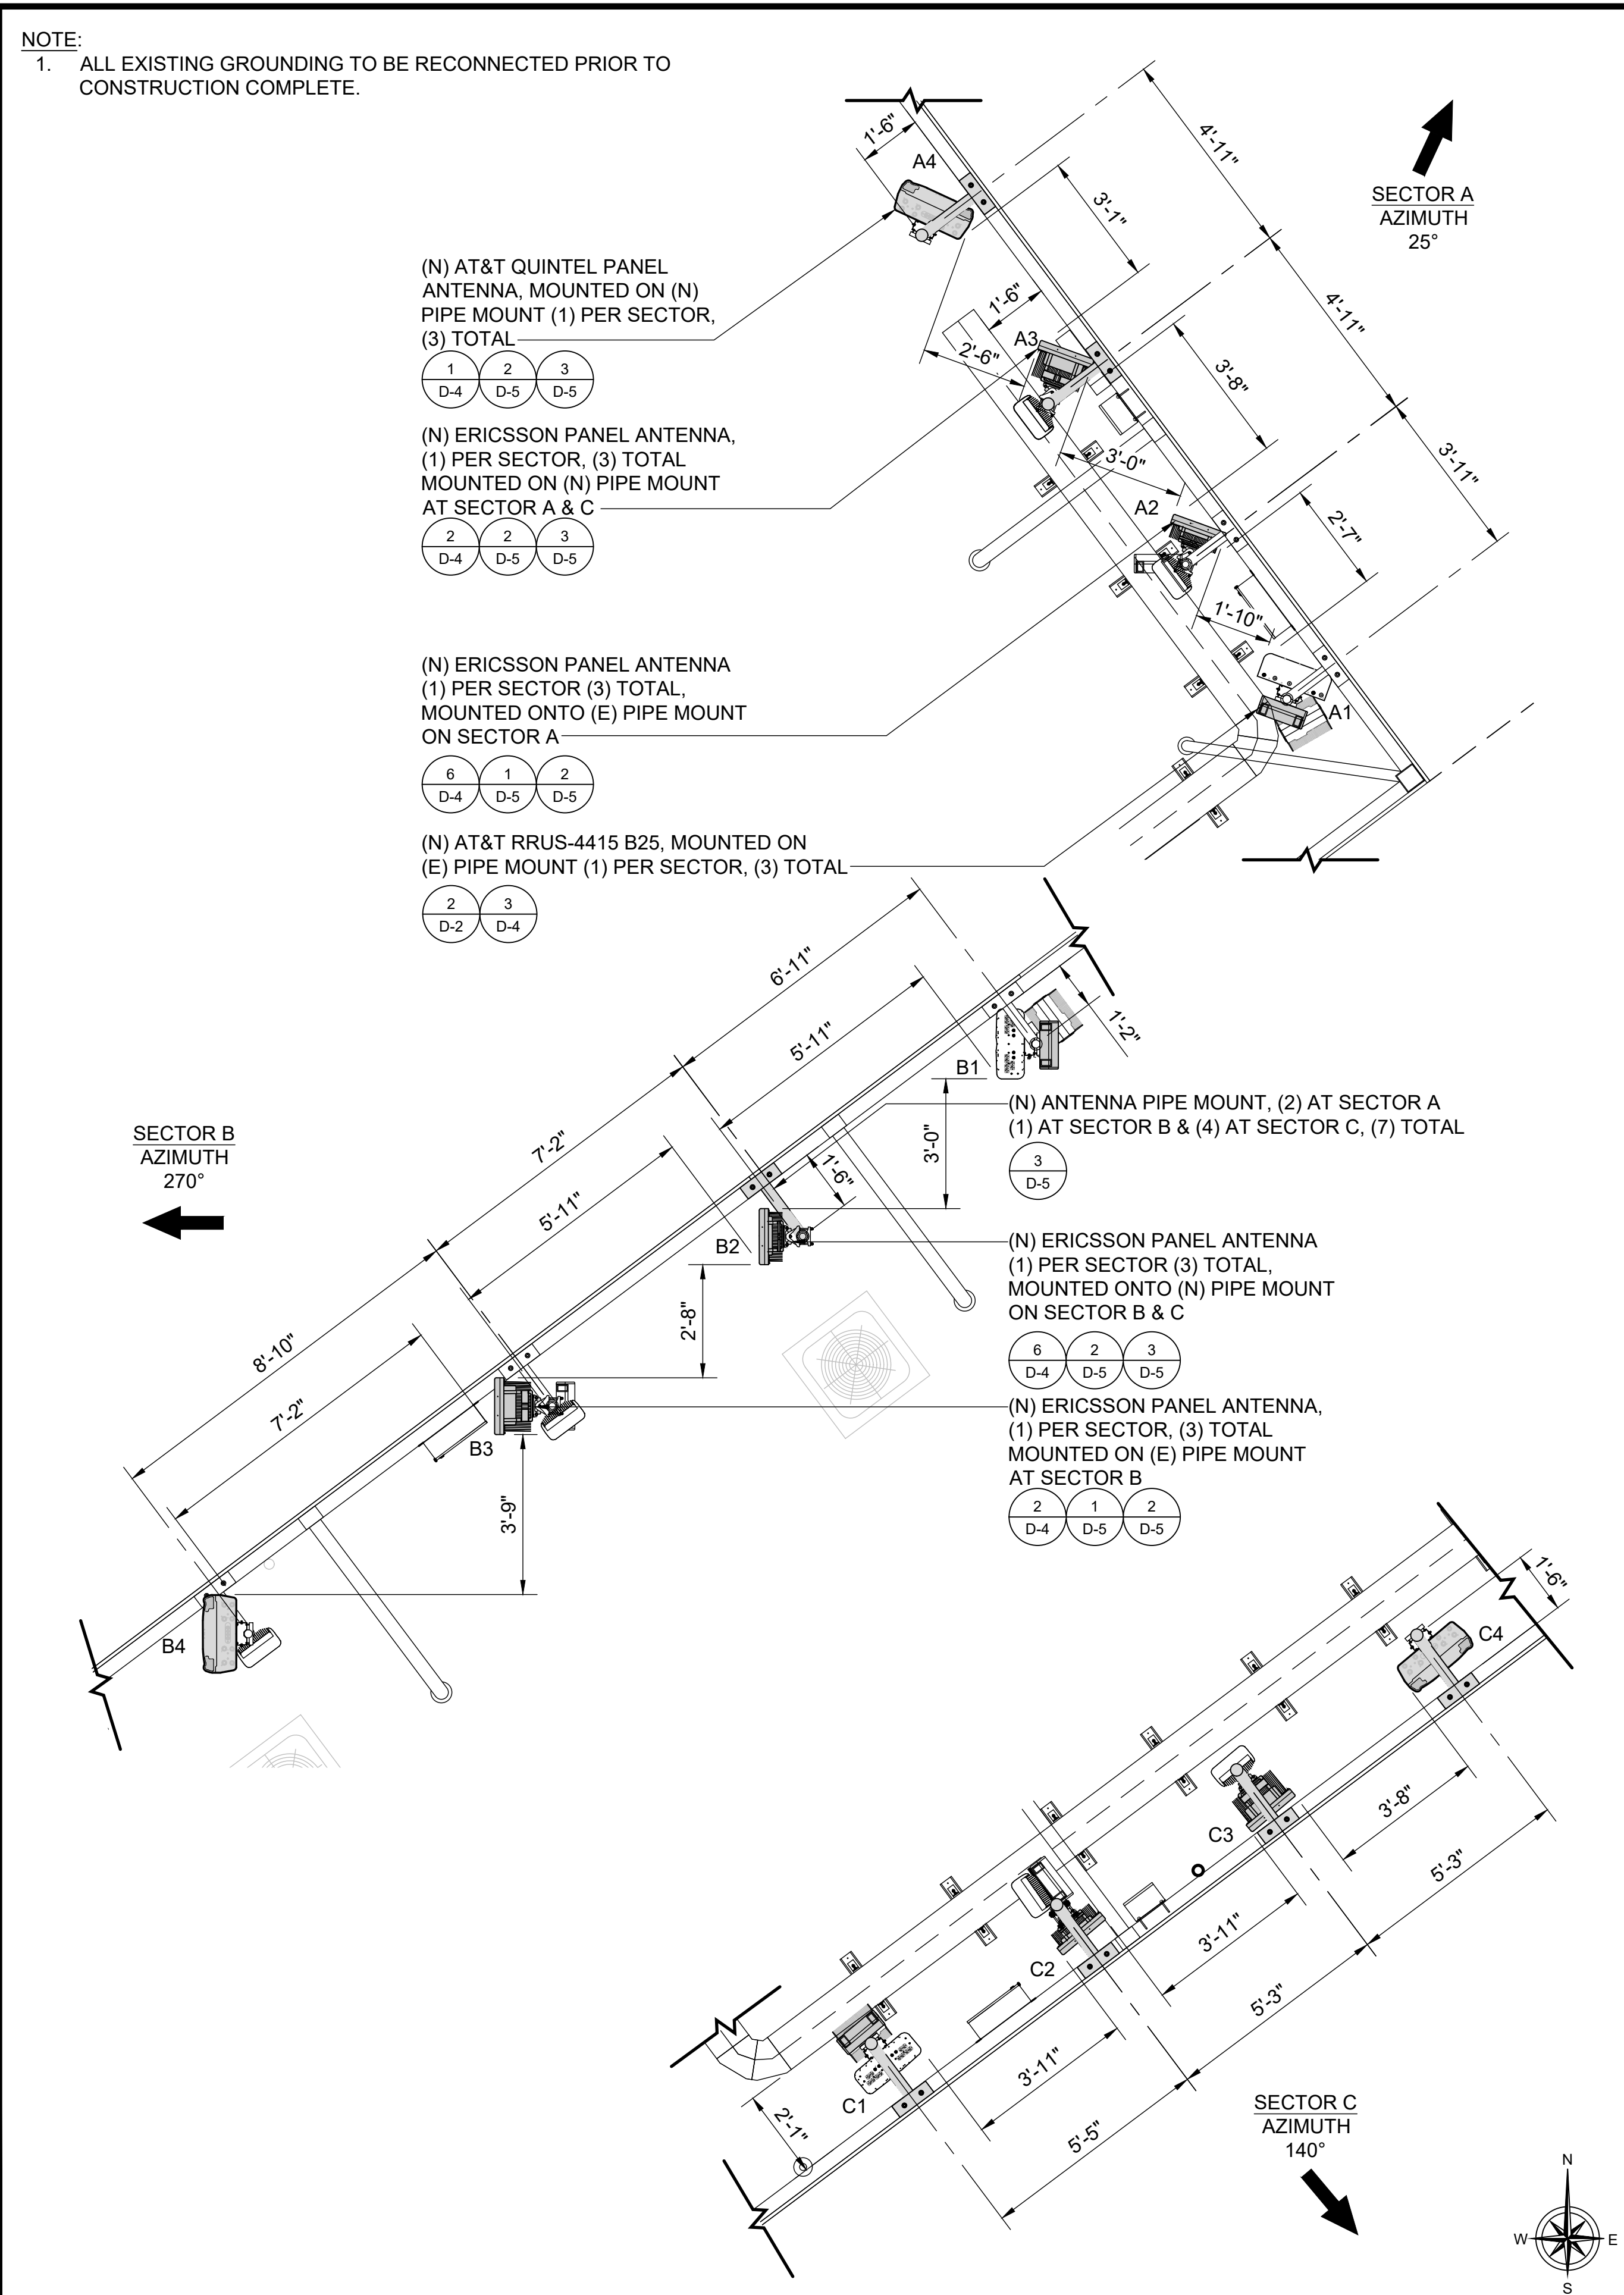 NOTE:
1. ALL EXISTING GROUNDING TO BE RECONNECTED PRIOR TO
CONSTRUCTION COMPLETE.
1'-6"
A4
4'-11"
SECTOR A
AZIMUTH
25°
3'-1"
(N) AT&T QUINTEL PANEL
ANTENNA, MOUNTED ON (N)
PIPE MOUNT (1) PER SECTOR,
(3) TOTAL
1
D-4
2
D-5
3
D-5
1'-6"
A3
2'-6"
4'-11"
3'-8"
(N) ERICSSON PANEL ANTENNA,
(1) PER SECTOR, (3) TOTAL
MOUNTED ON (N) PIPE MOUNT
AT SECTOR A & C
2
D-4
2
D-5
3
D-5
3'-0"
3'-11"
A2
2'-7"
1'-10"
(N) ERICSSON PANEL ANTENNA
(1) PER SECTOR (3) TOTAL,
MOUNTED ONTO (E) PIPE MOUNT
ON SECTOR A
6
D-4
1
D-5
2
D-5
A1
(N) AT&T RRUS-4415 B25, MOUNTED ON
(E) PIPE MOUNT (1) PER SECTOR, (3) TOTAL
2
D-2
3
D-4
6'-11"
5'-11"
1'-2"
B1
SECTOR B
AZIMUTH
270°
7'-2"
5'-11"
3'-0"
1'-6"
(N) ANTENNA PIPE MOUNT, (2) AT SECTOR A
(1) AT SECTOR B & (4) AT SECTOR C, (7) TOTAL
3
D-5
B2
2'-8"
(N) ERICSSON PANEL ANTENNA
(1) PER SECTOR (3) TOTAL,
MOUNTED ONTO (N) PIPE MOUNT
ON SECTOR B & C
6
D-4
2
D-5
3
D-5
8'-10"
7'-2"
B3
3'-9"
(N) ERICSSON PANEL ANTENNA,
(1) PER SECTOR, (3) TOTAL
MOUNTED ON (E) PIPE MOUNT
AT SECTOR B
2
D-4
1
D-5
2
D-5
B4
1'-6"
C4
3'-8"
C3
5'-3"
3'-11"
C2
5'-3"
3'-11"
C1
2'-1"
5'-5"
SECTOR C
AZIMUTH
140°
N
W
E
S